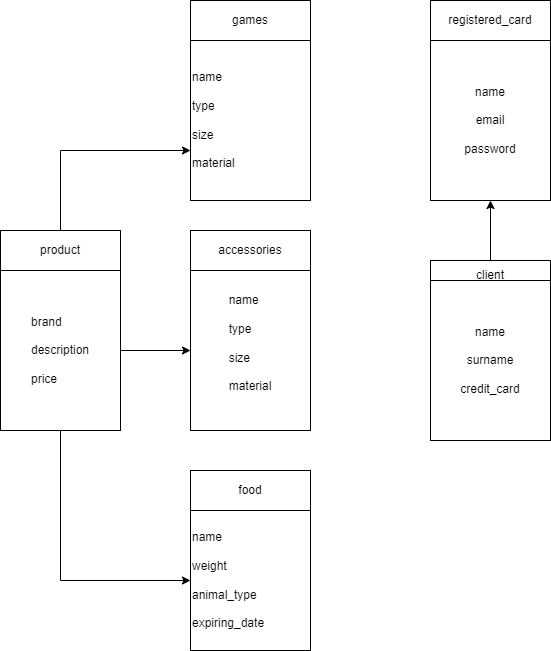 games
name
type
size
material
registered_card
name
email
password
product
brand
description
price
accessories
name
type
size
material
client
name
surname
credit_card
food
name
weight
animal_type
expiring_date